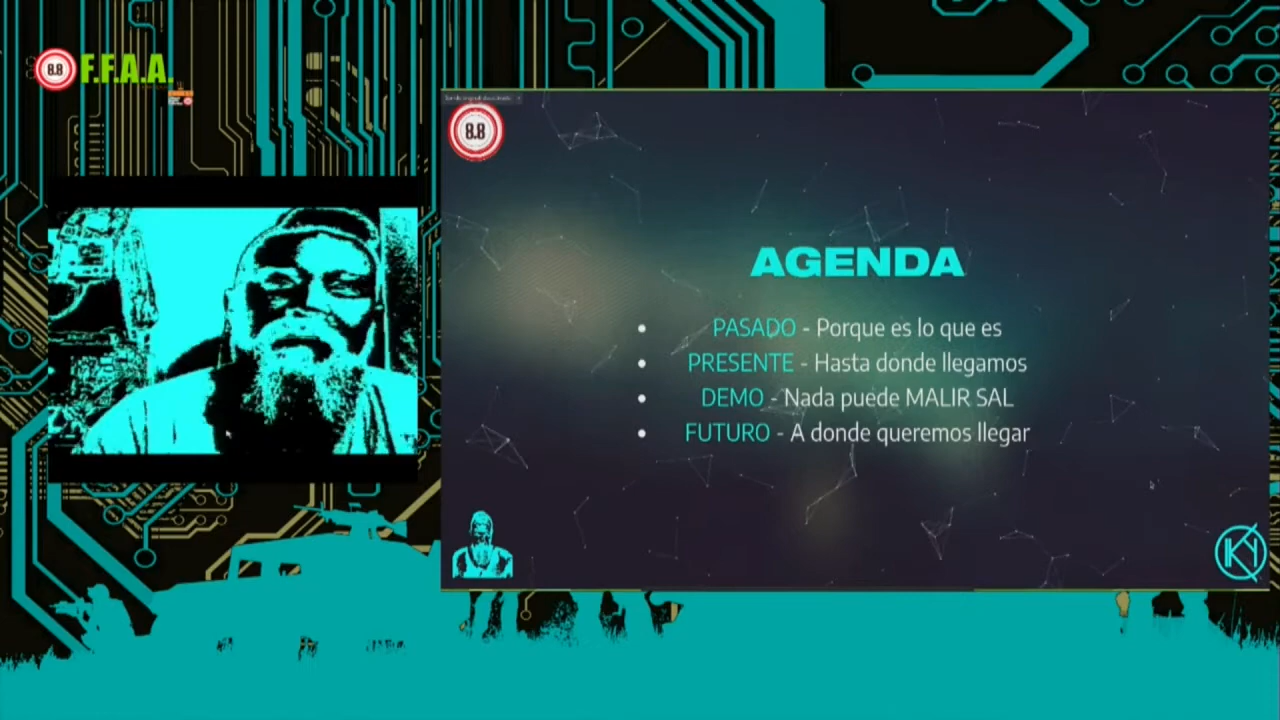 8.8 F.F.A.A.
8.8
AGENDA
• PASADO - Porque es lo que es
• PRESENTE - Hasta donde llegamos
• DEMO - Nada puede MALIR SAL
• FUTURO - A donde queremos llegar